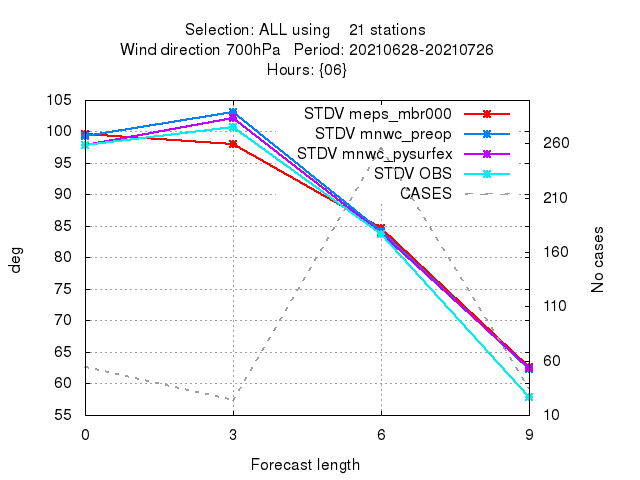 Selection: ALL using 21 stations
Wind direction 700hPa Period: 20210628-20210726
Hours: {06}
105
100
95
90
85
80
75
70
65
60
55
deg
STDV meps_mbr000
STDV mnwc_preop
STDV mnwc_pysurfex
STDV OBS
CASES
260
210
160
110
60
10
No cases
0 3 6 9
Forecast length